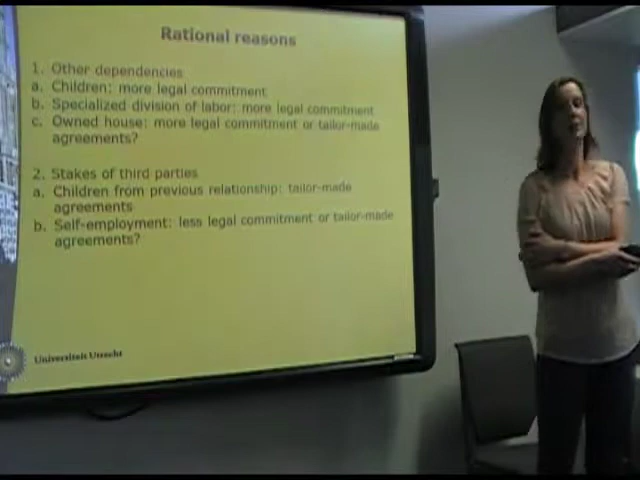 Rational reasons
1. Other dependencies
a. Children: more legal commitment
b. Specialized division of labor: more legal commitment
c. Owned house: more legal commitment or tailor-made
agreements?
2. Stakes of third parties
a. Children from previous relationship: tailor-made
agreements
b. Self-employment: less legal commitment or tailor-made
agreements?
Universiteit Utrecht